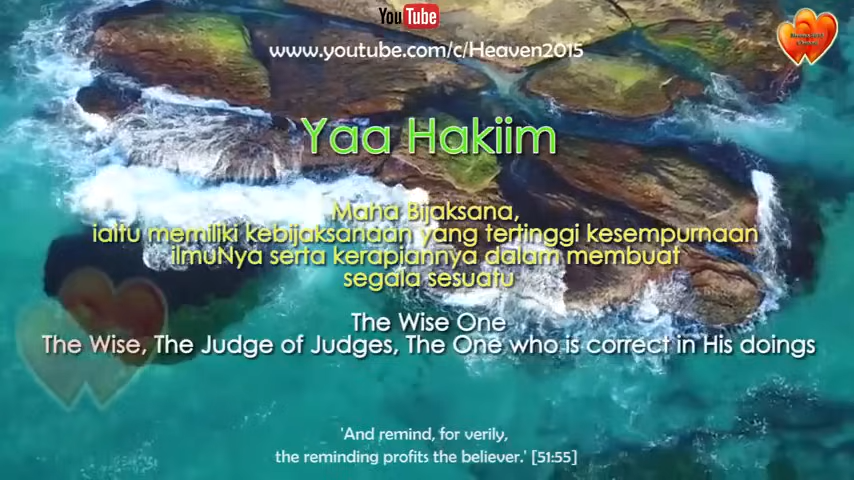 YouTube
www.youtube.com/c/Heaven2015
Yaa Hakiim
Maha Bijaksana,
iaitu memiliki kebijaksanaan yang tertinggi kesempurnaan
ilmuNya serta kerapiannya dalam membuat
segala sesuatu
The Wise One
The Wise, The Judge of Judges, The One who is correct in His doings
'And remind, for verily,
the reminding profits the believer.' [51:55]